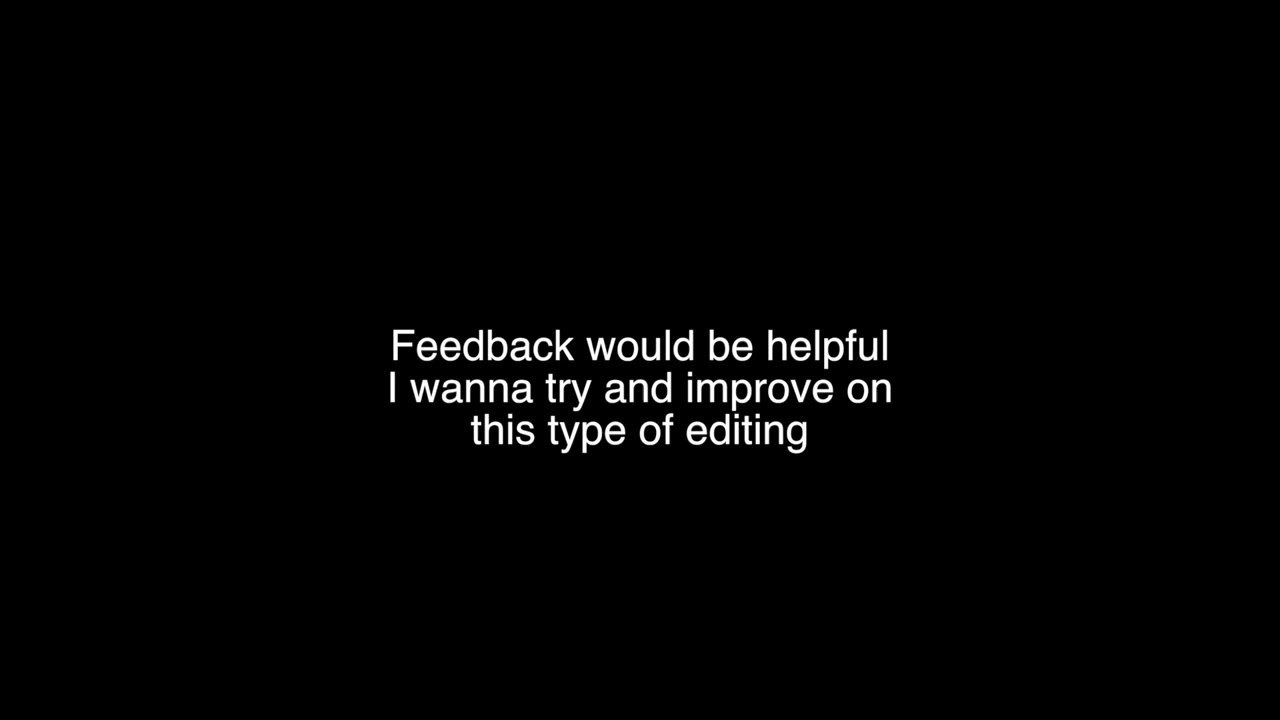 Feedback would be helpful
I wanna try and improve on
this type of editing